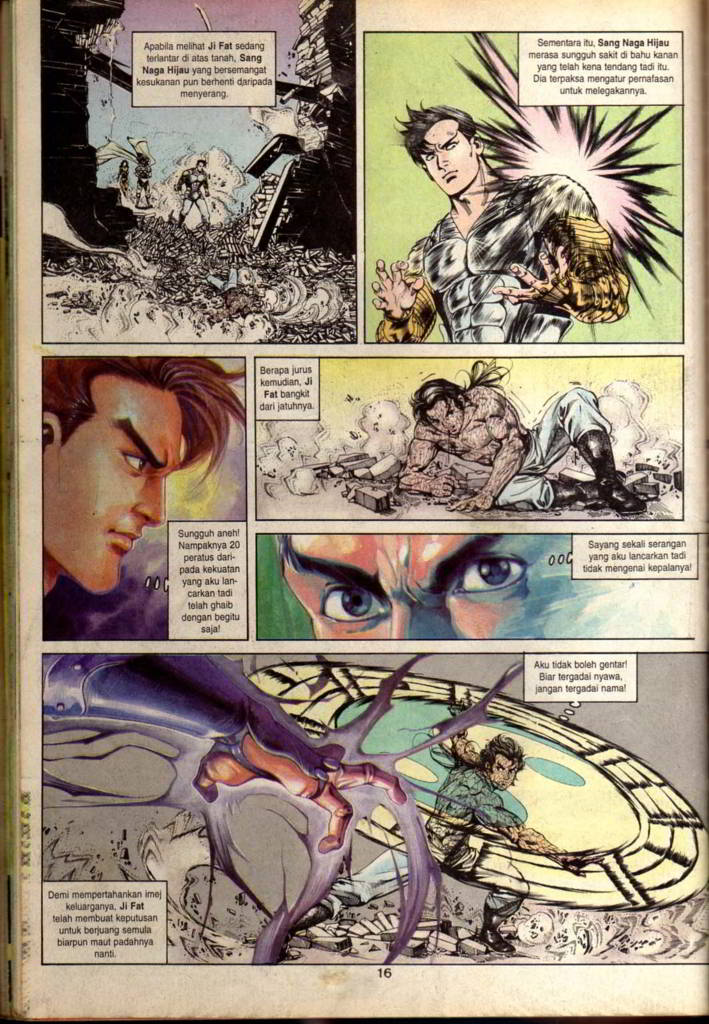 Apabila melihat Ji Fat sedang
terlantar di atas tanah, Sang
Naga Hijau yang bersemangat
kesukanan pun berhenti daripada
menyerang.
Sementara itu, Sang Naga Hijau
merasa sungguh sakit di bahu kanan
yang telah kena tendang tadi itu.
Dia terpaksa mengatur pernafasan
untuk melegakannya.
Sungguh aneh!
Nampaknya 20
peratus dari-
pada kekuatan
yang aku lan-
carkan tadi
telah ghaib
dengan begitu
saja!
Berapa jurus
kemudian, Ji
Fat bangkit
dari jatuhnya.
Sayang sekali serangan
yang aku lancarkan tadi
tidak mengenai kepalanya!
Aku tidak boleh gentar!
Biar tergadai nyawa,
jangan tergadai nama!
Demi mempertahankan imej
keluarganya, Ji Fat
telah membuat keputusan
untuk berjuang semula
biarpun maut padahnya
nanti.
16